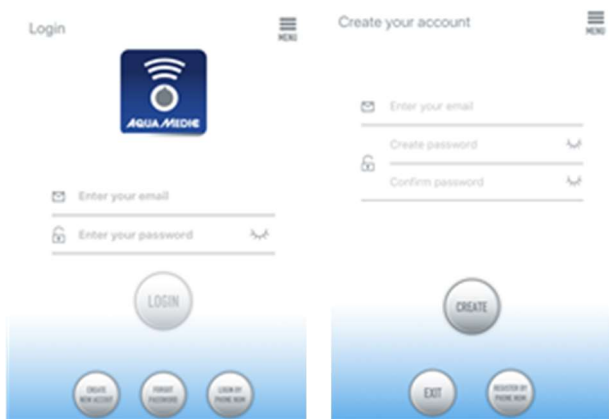 Login
MENU
AQUA MEDIC
Enter your email
Enter your password
LOGIN
CREATE
NEW ACCOUT
FORGOT
PASSWORD
LOGIN BY
PHONE NUM
Create your account
MENU
Enter your email
Create password
Confirm password
CREATE
EXIT
REGISTER BY
PHONE NUM